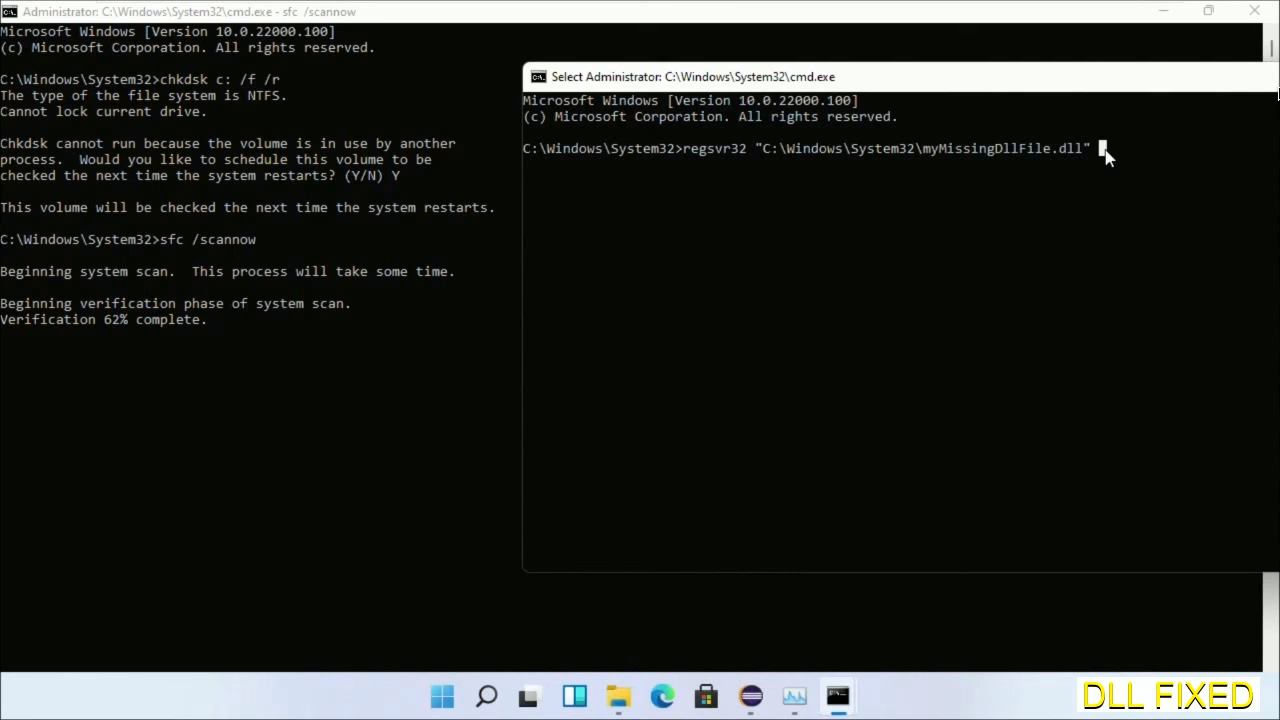 Administrator: C:\Windows\System32\cmd.exe - sfc  /scannow
Microsoft Windows [Version 10.0.22000.100]
(c) Microsoft Corporation. All rights reserved.
C:\Windows\System32>chkdsk c: /f /r
The type of the file system is NTFS.
Cannot lock current drive.
Chkdsk cannot run because the volume is in use by another
process.  Would you like to schedule this volume to be
checked the next time the system restarts? (Y/N) Y
This volume will be checked the next time the system restarts.
C:\Windows\System32>sfc /scannow
Beginning system scan.  This process will take some time.
Beginning verification phase of system scan.
Verification 62% complete.
Select Administrator: C:\Windows\System32\cmd.exe
Microsoft Windows [Version 10.0.22000.100]
(c) Microsoft Corporation. All rights reserved.
C:\Windows\System32>regsvr32 "C:\Windows\System32\myMissingDllFile.dll"
DLL FIXED